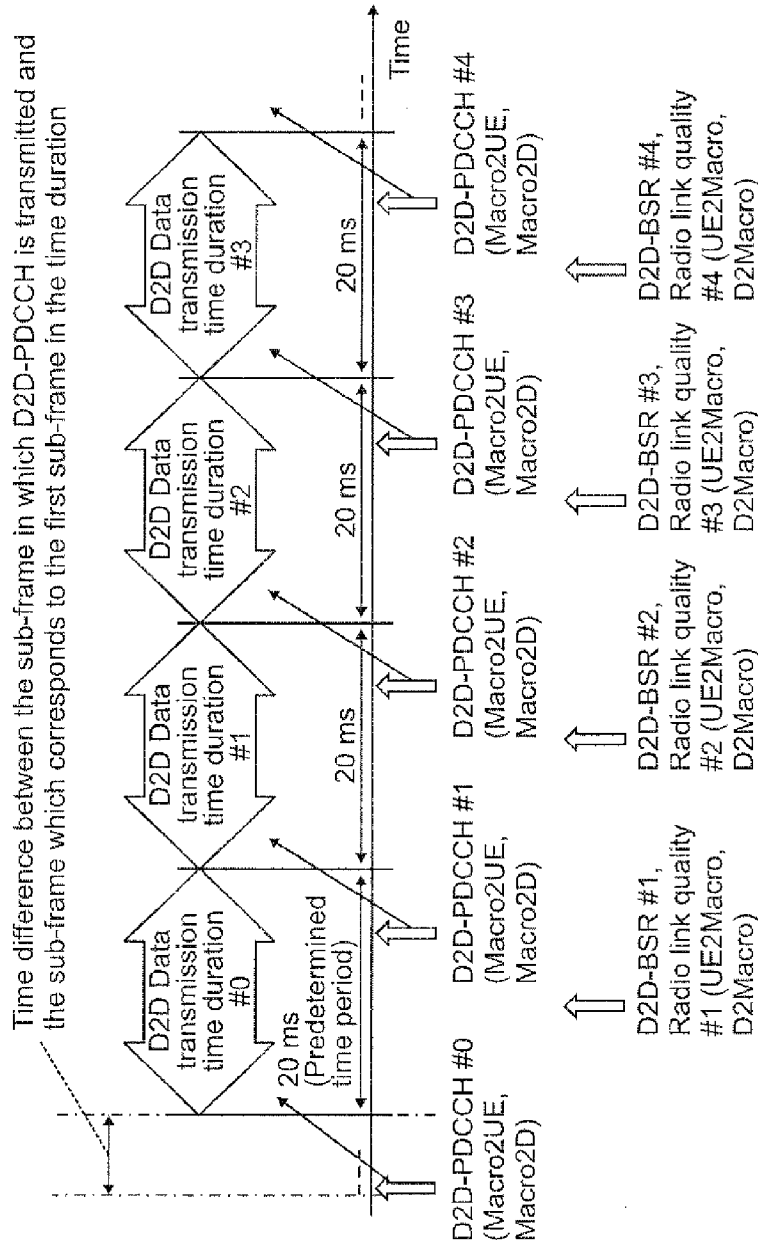 Time difference between the sub-frame in which D2D-PDCCH is transmitted and
the sub-frame which corresponds to the first sub-frame in the time duration
D2D Data
transmission
time duration
#0
D2D Data
transmission
time duration
#1
D2D Data
transmission
time duration
#2
D2D Data
transmission
time duration
#3
20 ms
(Predetermined
time period)
20 ms
20 ms
20 ms
Time
D2D-PDCCH #0
(Macro2UE,
Macro2D)
D2D-PDCCH #1
(Macro2UE,
Macro2D)
D2D-PDCCH #2
(Macro2UE,
Macro2D)
D2D-PDCCH #3
(Macro2UE,
Macro2D)
D2D-PDCCH #4
(Macro2UE,
Macro2D)
D2D-BSR #1,
Radio link quality
#1 (UE2Macro,
D2Macro)
D2D-BSR #2,
Radio link quality
#2 (UE2Macro,
D2Macro)
D2D-BSR #3,
Radio link quality
#3 (UE2Macro,
D2Macro)
D2D-BSR #4,
Radio link quality
#4 (UE2Macro,
D2Macro)